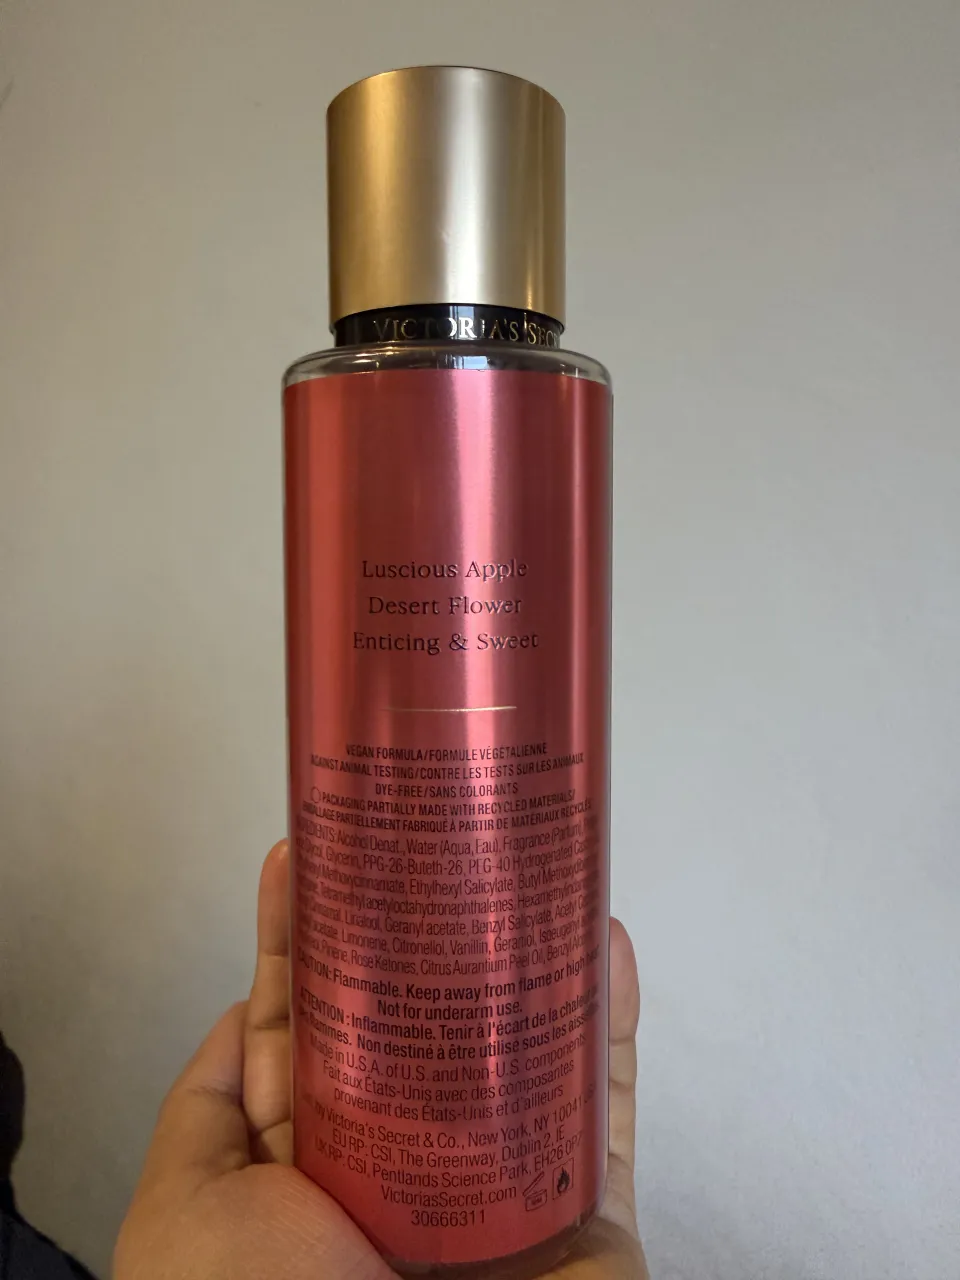 VICTORIA'S SEC
Luscious Apple
Desert Flower
Enticing & Sweet
VEGAN FORMULA/FORMULE VÉGÉTALIENNE
AGAINST ANIMAL TESTING/CONTRE LES TESTS SUR LES ANIMAUX
DYE-FREE/SANS COLORANTS
PACKAGING PARTIALLY MADE WITH RECYCLED MATERIALS/
EMBALLAGE PARTIELLEMENT FABRIQUÉ À PARTIR DE MATÉRIAUX RECYCLÉS
INGREDIENTS: Alcohol Denat., Water (Aqua, Eau), Fragrance (Parfum),
Glycol, Glycerin, PPG-26-Buteth-26, PEG-40 Hydrogenated
Methoxycinnamate, Ethylhexyl Salicylate, Butyl
Tetramethyl acetyloctahydronaphthalenes,
Linalool, Geranyl acetate, Benzyl Salicylate, Acetyl
acetate, Limonene, Citronellol, Vanillin, Geraniol, Isoeugenyl
Pinene, Rose Ketones, Citrus Aurantium Peel Oil, Benzyl
CAUTION: Flammable. Keep away from flame or high heat.
Not for underarm use.
ATTENTION : Inflammable. Tenir à l'écart de la chaleur
flammes. Non destiné à être utilisé sous les aisselles.
Made in U.S.A. of U.S. and Non-U.S. components
Fait aux États-Unis avec des composantes
provenant des États-Unis et d'ailleurs
by Victoria's Secret & Co., New York, NY 10041
EU RP: CSI, The Greenway, Dublin 2, IE
UK RP: CSI, Pentlands Science Park, EH26 0PZ
VictoriasSecret.com
30666311